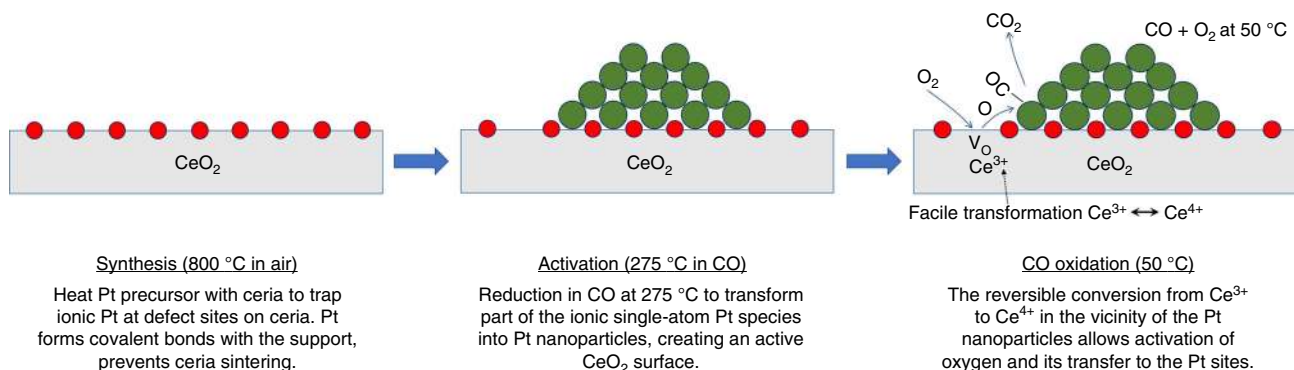 CeO₂
Synthesis (800 °C in air)
Heat Pt precursor with ceria to trap
ionic Pt at defect sites on ceria. Pt
forms covalent bonds with the support,
prevents ceria sintering.
CeO₂
Activation (275 °C in CO)
Reduction in CO at 275 °C to transform
part of the ionic single-atom Pt species
into Pt nanoparticles, creating an active
CeO₂ surface.
CO₂
CO + O₂ at 50 °C
O₂
OC
O
V_O
Ce³⁺
CeO₂
Facile transformation Ce³⁺ ↔ Ce⁴⁺
CO oxidation (50 °C)
The reversible conversion from Ce³⁺
to Ce⁴⁺ in the vicinity of the Pt
nanoparticles allows activation of
oxygen and its transfer to the Pt sites.